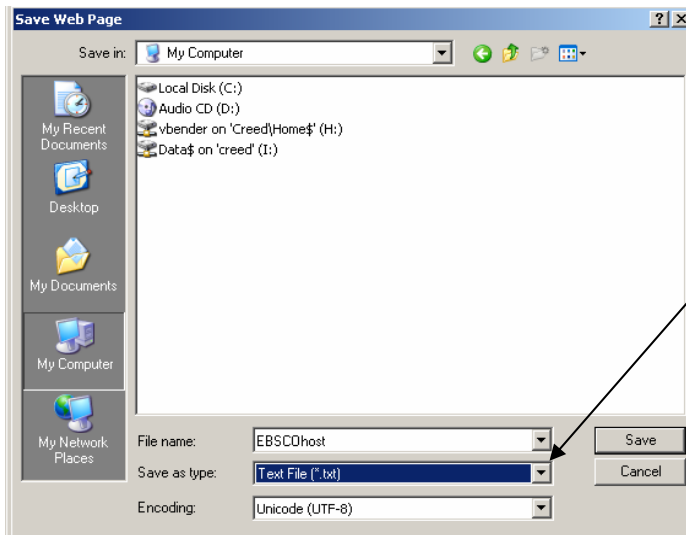 Save Web Page
Save in: My Computer
Local Disk (C:)
Audio CD (D:)
vbender on 'Creed\Home$' (H:)
Data$ on 'creed' (I:)
My Recent
Documents
Desktop
My Documents
My Computer
My Network
Places
File name: EBSCOhost Save
Save as type: Text File (*.txt) Cancel
Encoding: Unicode (UTF-8)